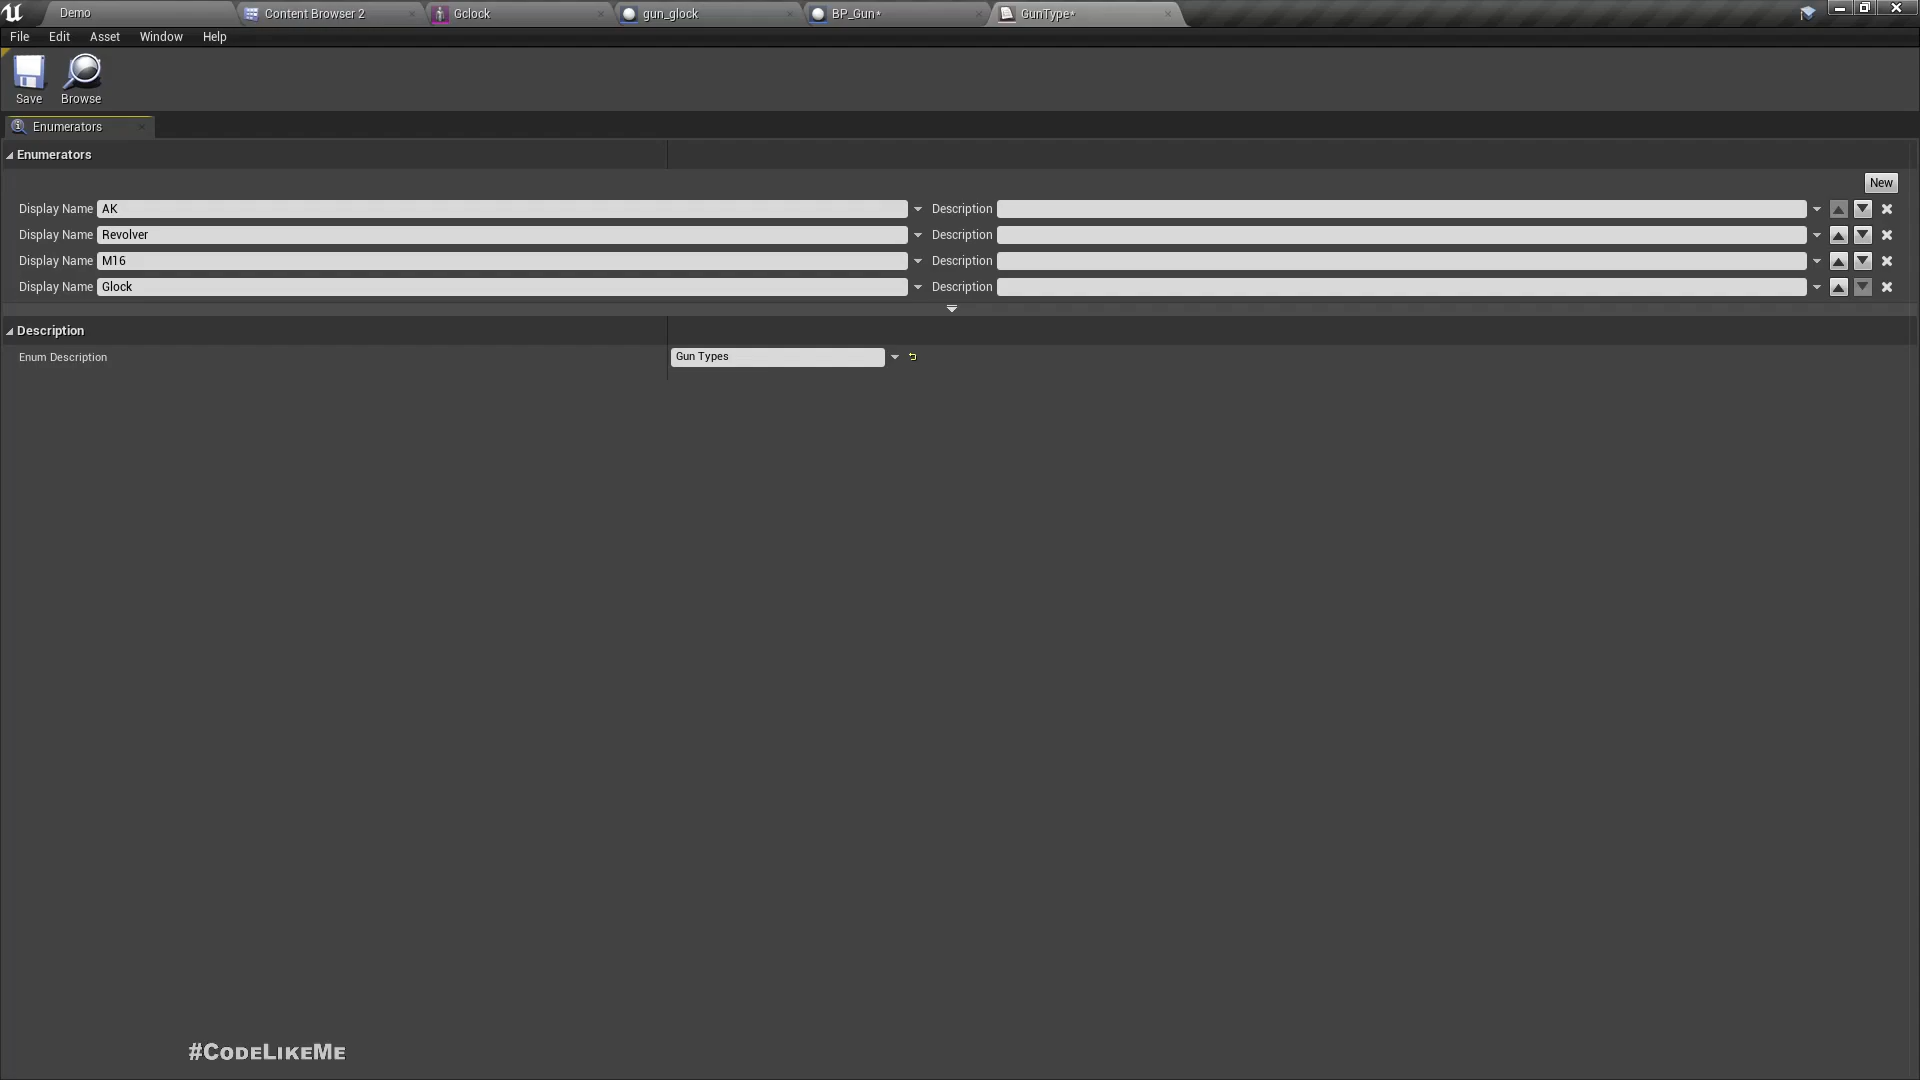 Demo
Content Browser 2
Gclock
gun_glock
BP_Gun*
GunType*
File Edit Asset Window Help
Save Browse
Enumerators
Enumerators
New
Display Name AK Description
Display Name Revolver Description
Display Name M16 Description
Display Name Glock Description
Description
Enum Description Gun Types
#CodeLikeMe